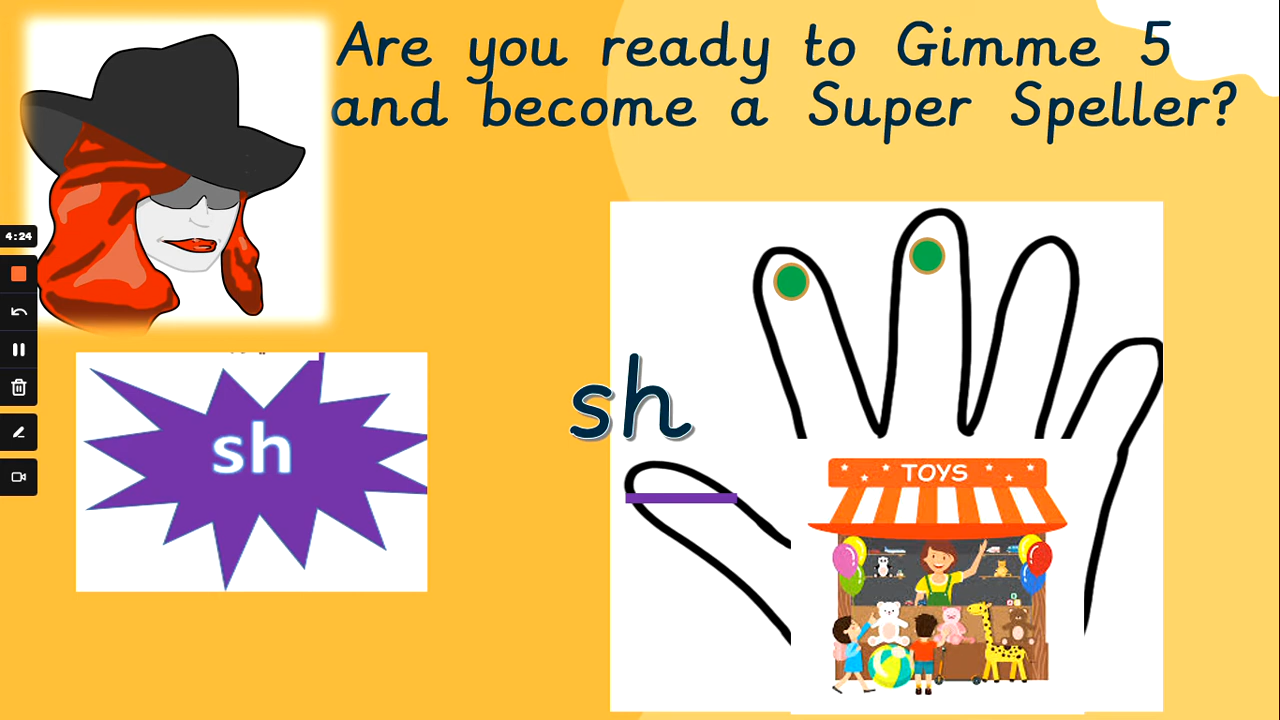 Are you ready to Gimme 5
and become a Super Speller?
4:24
sh
sh
TOYS